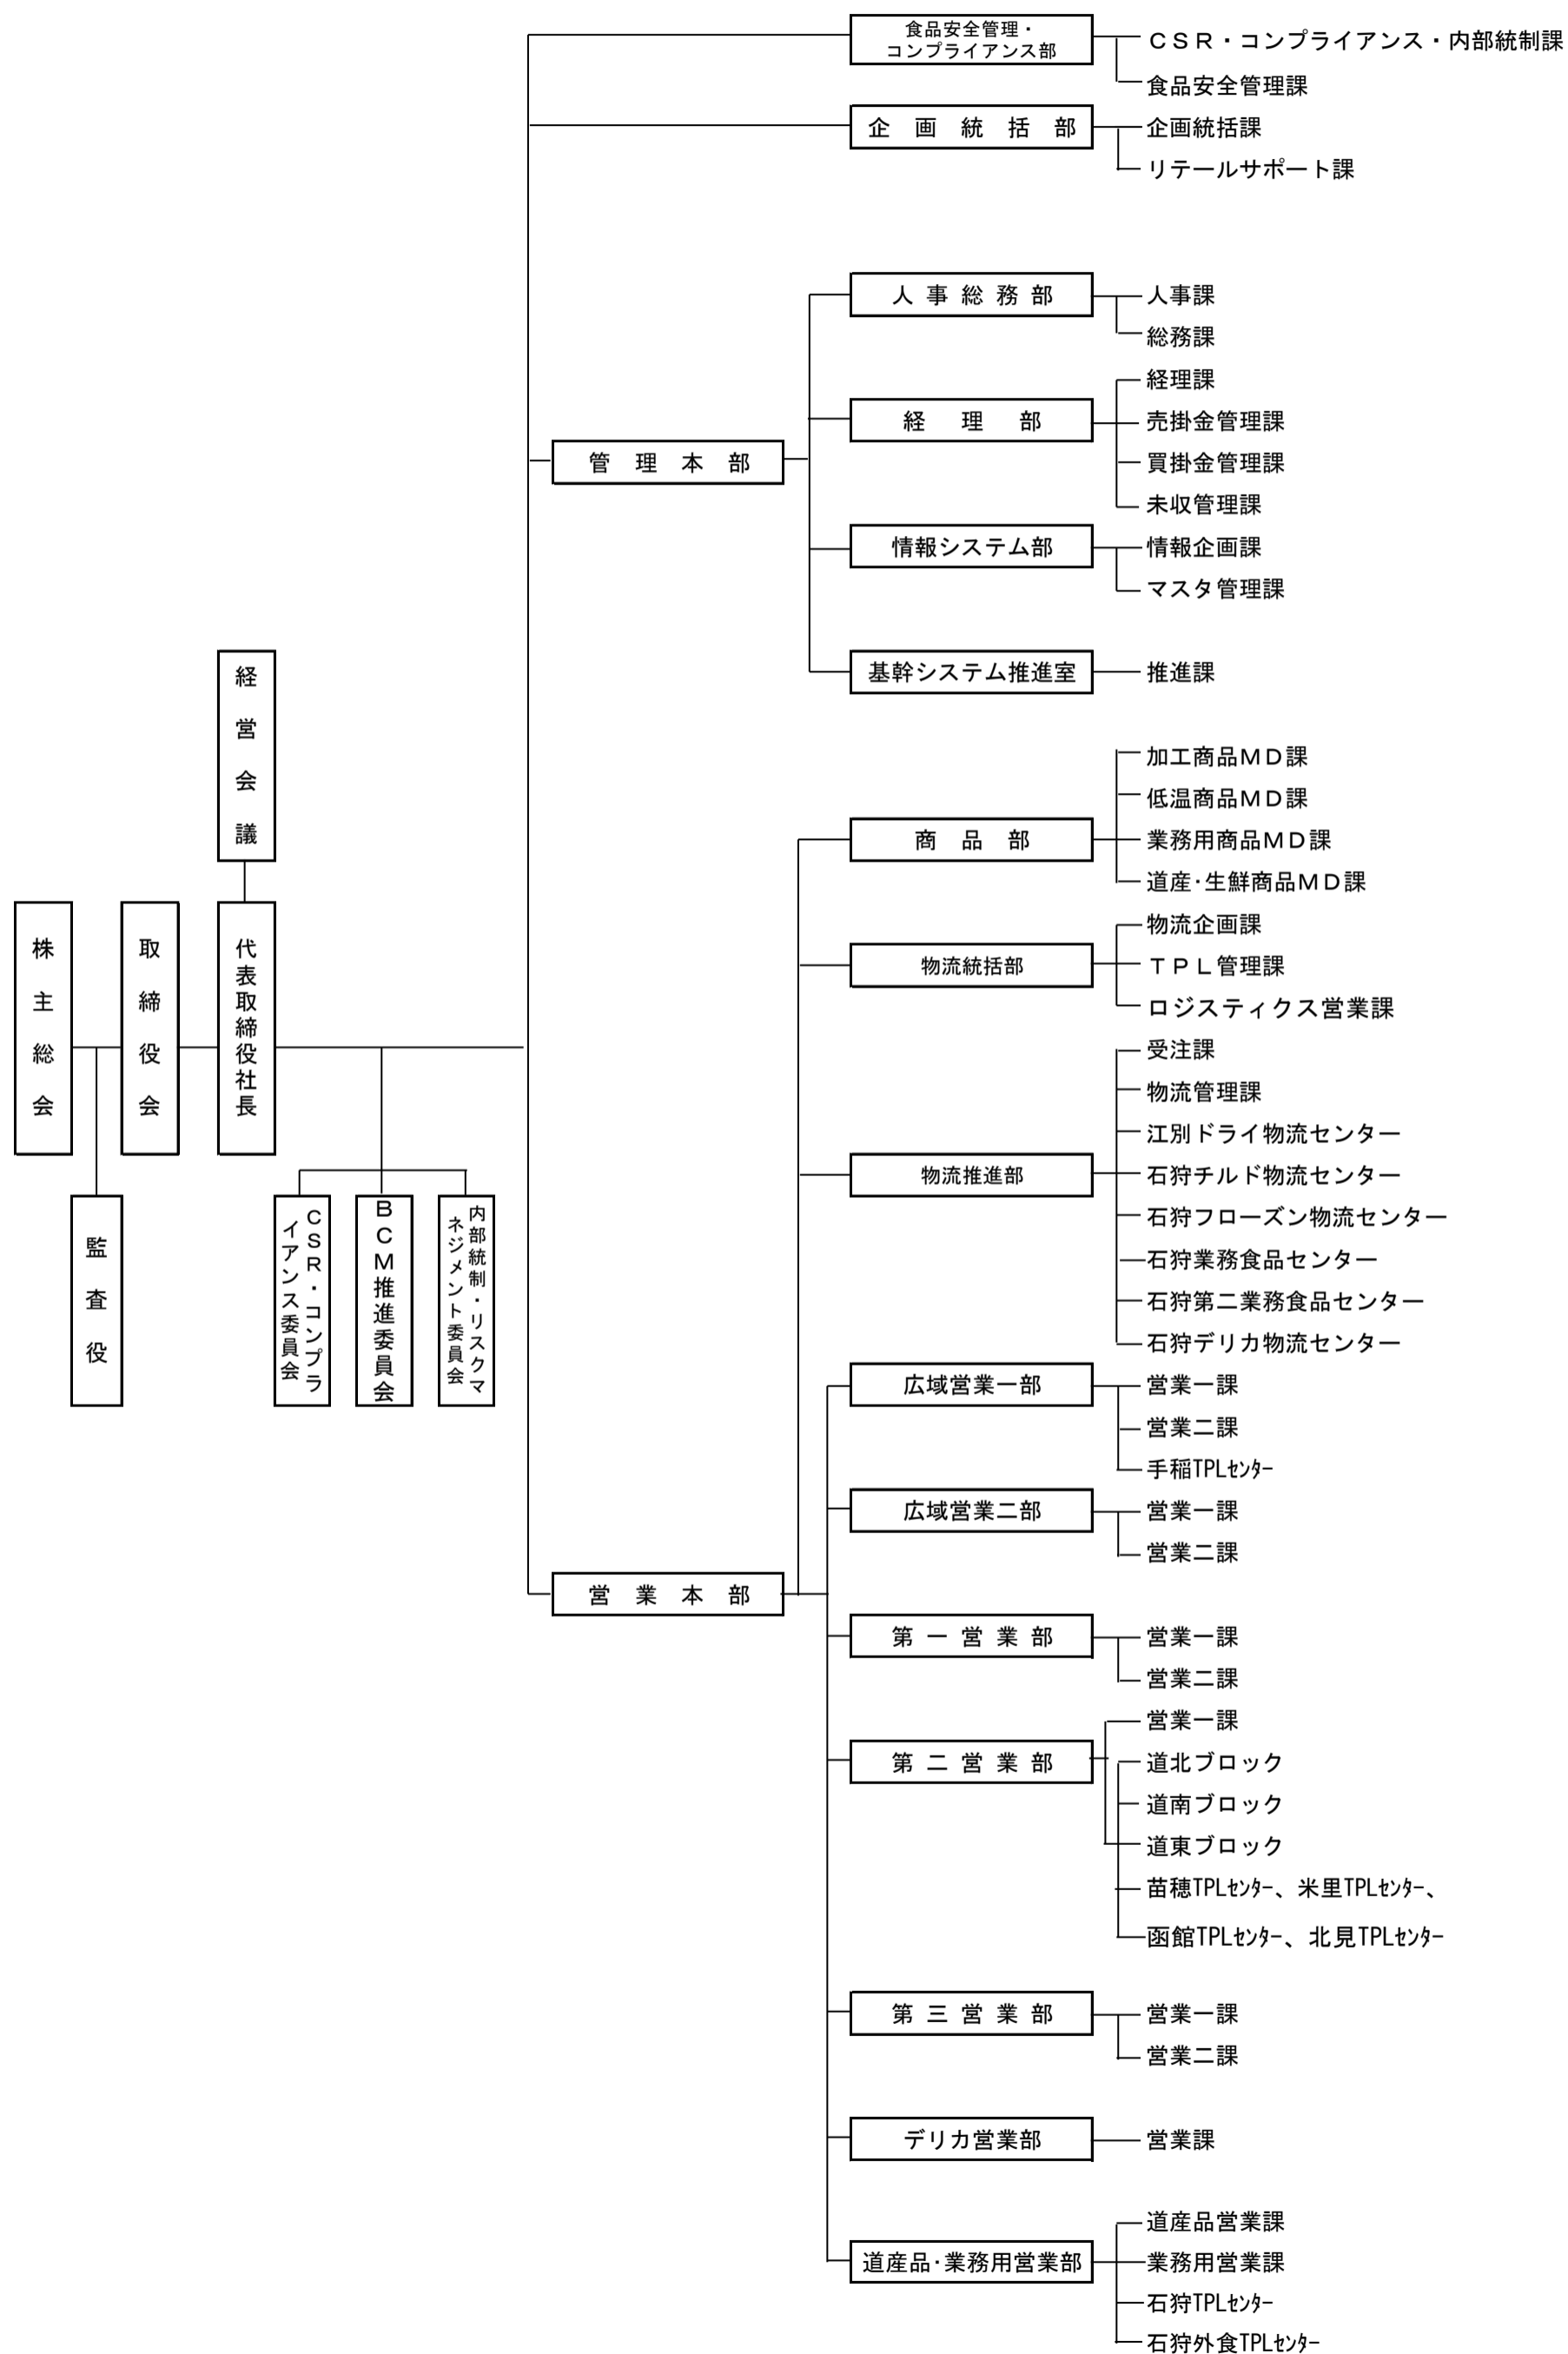 食品安全管理・
コンプライアンス部
ＣＳＲ・コンプライアンス・内部統制課
食品安全管理課
企画統括部
企画統括課
リテールサポート課
人事総務部
人事課
総務課
経理部
経理課
売掛金管理課
買掛金管理課
未収管理課
管理本部
情報システム部
情報企画課
マスタ管理課
基幹システム推進室
推進課
経営会議
商品部
加工商品ＭＤ課
低温商品ＭＤ課
業務用商品ＭＤ課
道産・生鮮商品ＭＤ課
物流統括部
物流企画課
ＴＰＬ管理課
ロジスティクス営業課
株主総会
取締役会
代表取締役社長
物流推進部
受注課
物流管理課
江別ドライ物流センター
石狩チルド物流センター
石狩フローズン物流センター
石狩業務食品センター
石狩第二業務食品センター
石狩デリカ物流センター
監査役
ＣＳＲ・コンプラ
イアンス委員会
ＢＣＭ推進委員会
内部統制・リスクマ
ネジメント委員会
広域営業一部
営業一課
営業二課
手稲TPLｾﾝﾀｰ
広域営業二部
営業一課
営業二課
営業本部
第一営業部
営業一課
営業二課
第二営業部
営業一課
道北ブロック
道南ブロック
道東ブロック
苗穂TPLｾﾝﾀｰ、米里TPLｾﾝﾀｰ、
函館TPLｾﾝﾀｰ、北見TPLｾﾝﾀｰ
第三営業部
営業一課
営業二課
デリカ営業部
営業課
道産品・業務用営業部
道産品営業課
業務用営業課
石狩TPLｾﾝﾀｰ
石狩外食TPLｾﾝﾀｰ